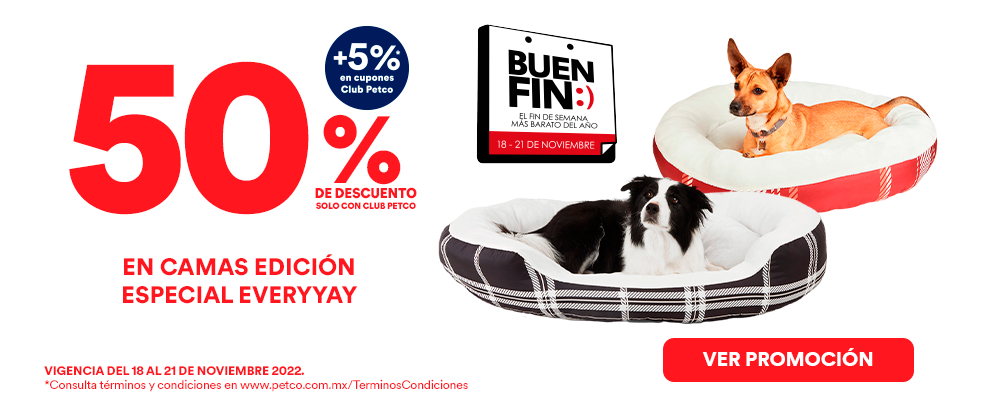 50%
DE DESCUENTO
SOLO CON CLUB PETCO
+5%*
en cupones
Club Petco
EN CAMAS EDICIÓN
ESPECIAL EVERYYAY
BUEN
FIN:)
EL FIN DE SEMANA
MÁS BARATO DEL AÑO
18 - 21 DE NOVIEMBRE
VER PROMOCIÓN
VIGENCIA DEL 18 AL 21 DE NOVIEMBRE 2022.
*Consulta términos y condiciones en www.petco.com.mx/TerminosCondiciones